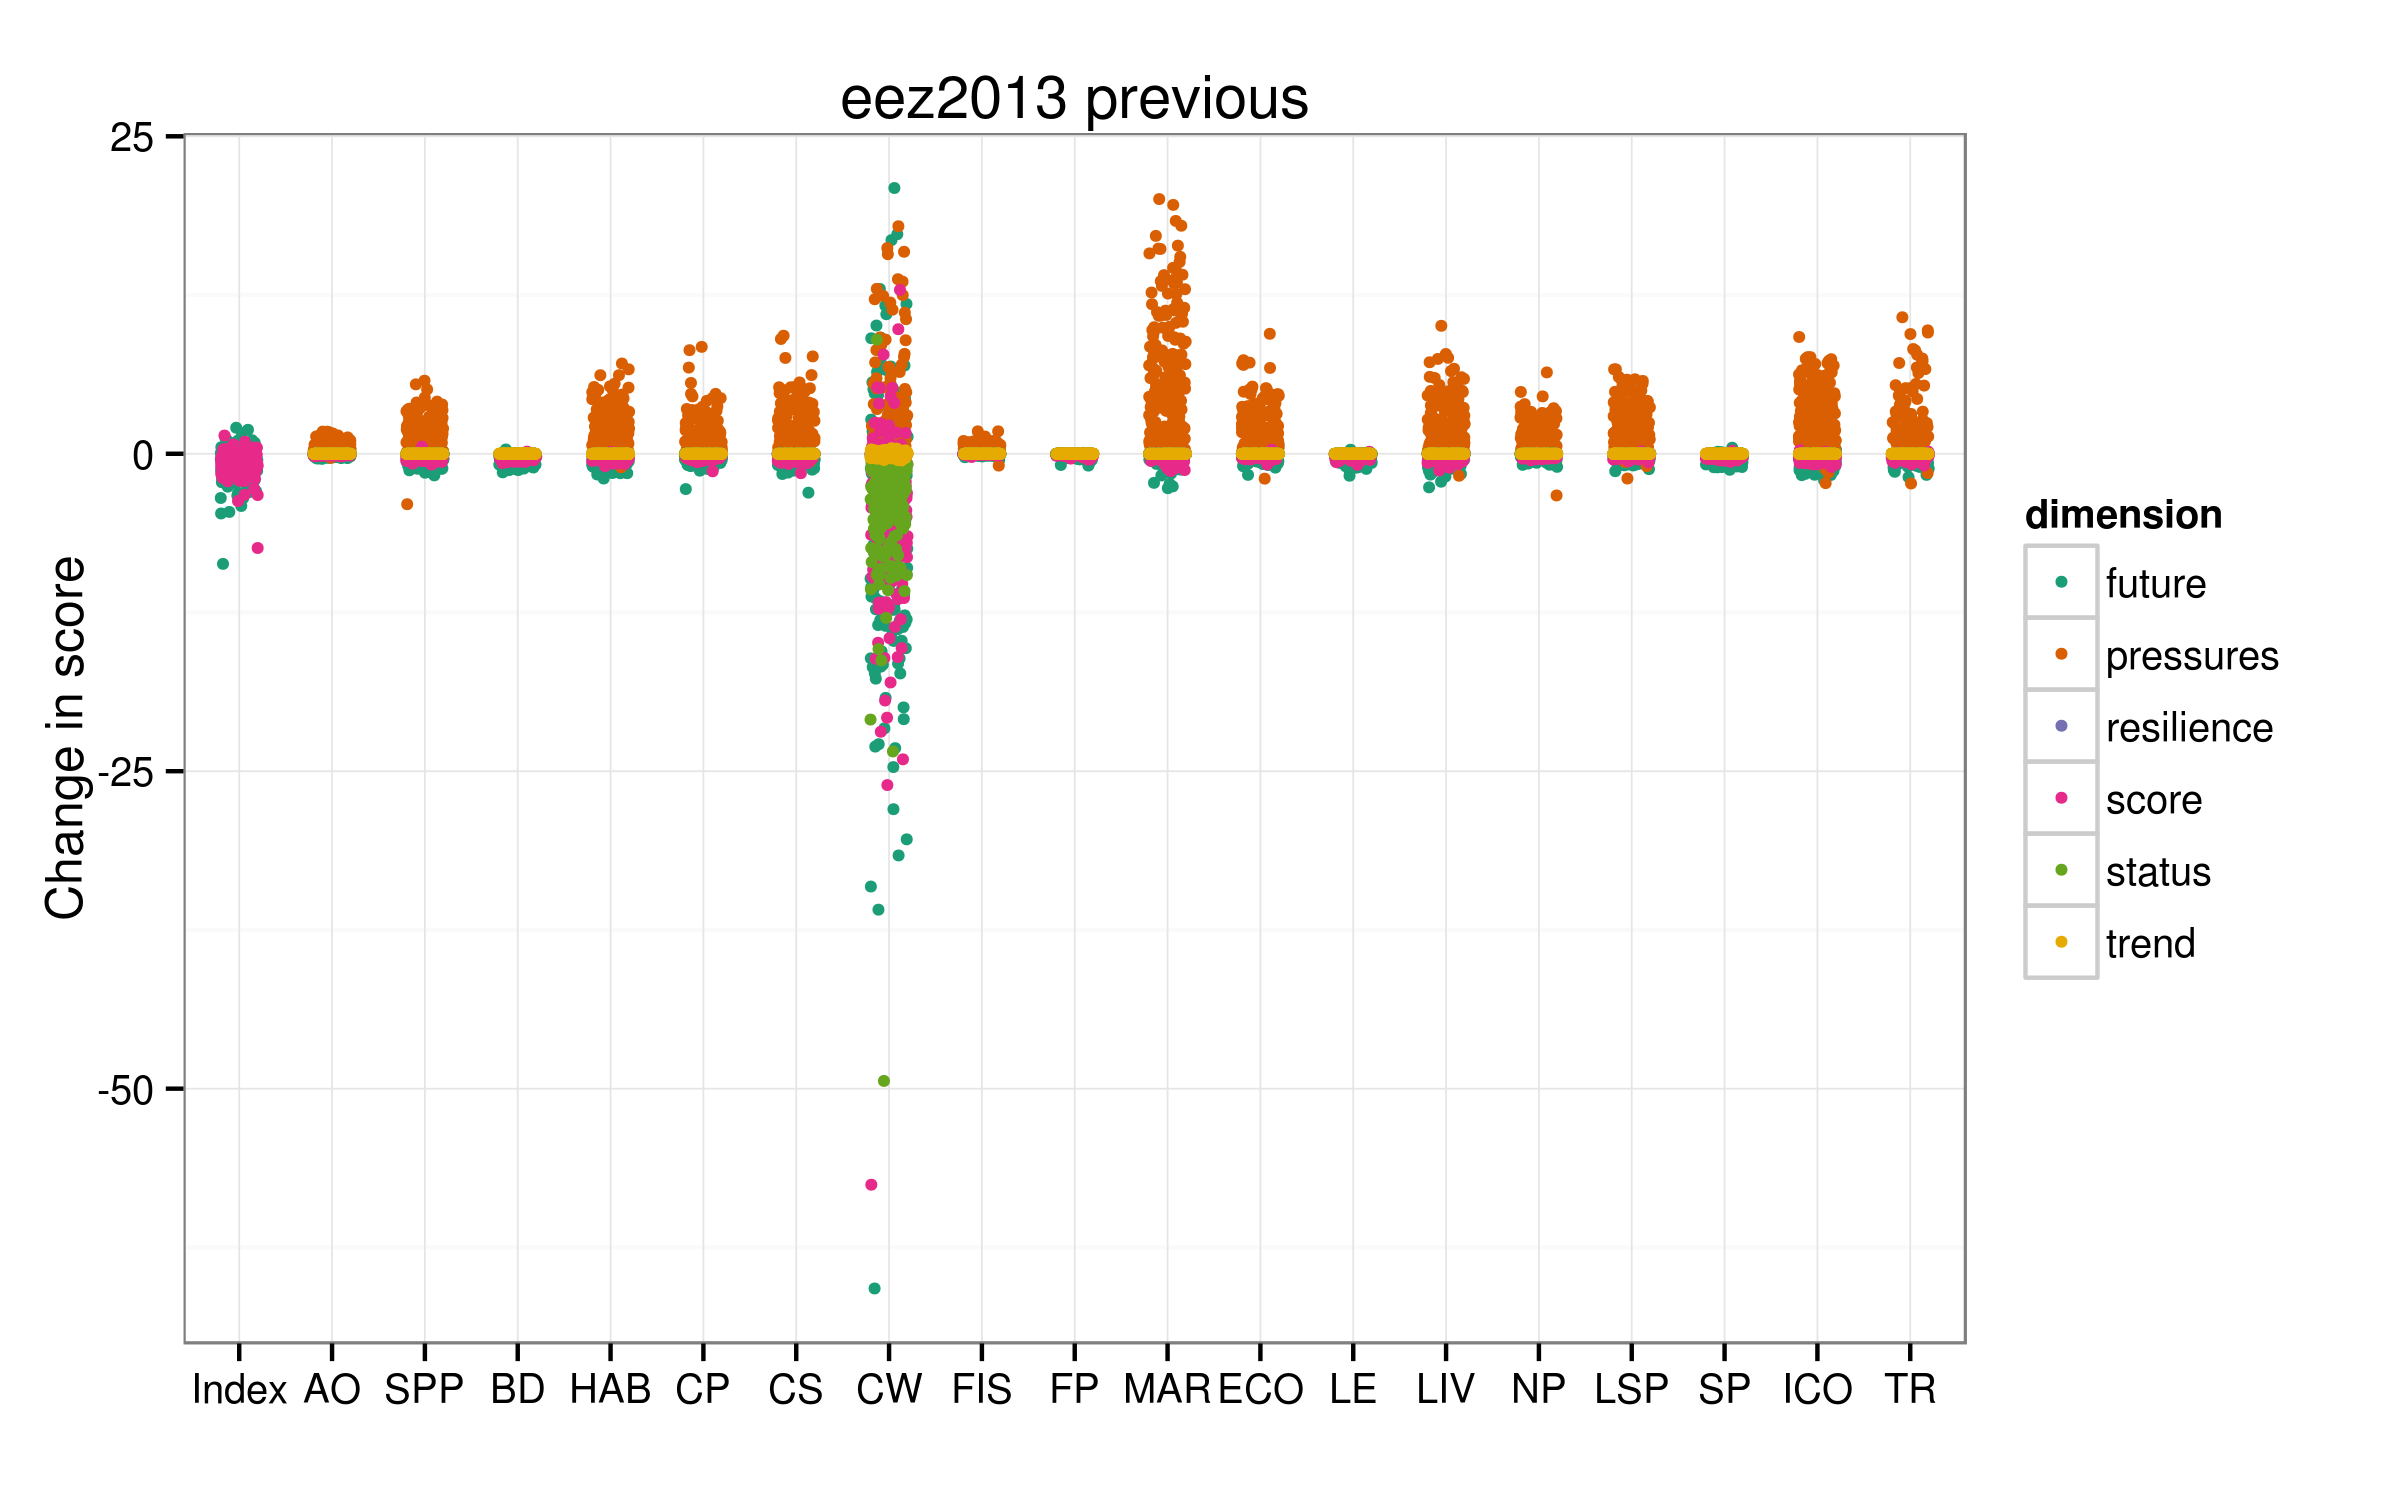 eez2013 previous
25
0
-25
-50
Change in score
Index AO SPP BD HAB CP CS CW FIS FP MAR ECO LE LIV NP LSP SP ICO TR
dimension
future
pressures
resilience
score
status
trend